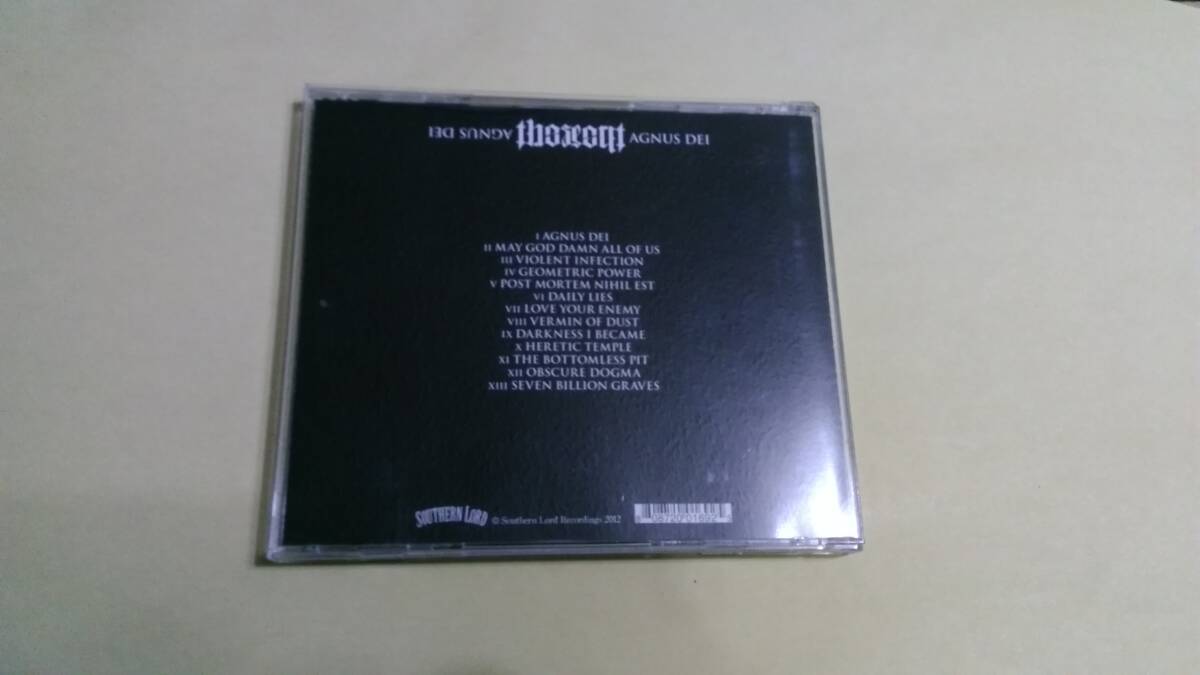 AGNUS DEI AGNUS DEI
I AGNUS DEI
II MAY GOD DAMN ALL OF US
III VIOLENT INFECTION
IV GEOMETRIC POWER
V POST MORTEM NIHIL EST
VI DAILY LIES
VII LOVE YOUR ENEMY
VIII VERMIN OF DUST
IX DARKNESS I BECAME
X HERETIC TEMPLE
XI THE BOTTOMLESS PIT
XII OBSCURE DOGMA
XIII SEVEN BILLION GRAVES
SOUTHERN LORD © Southern Lord Recordings 2012